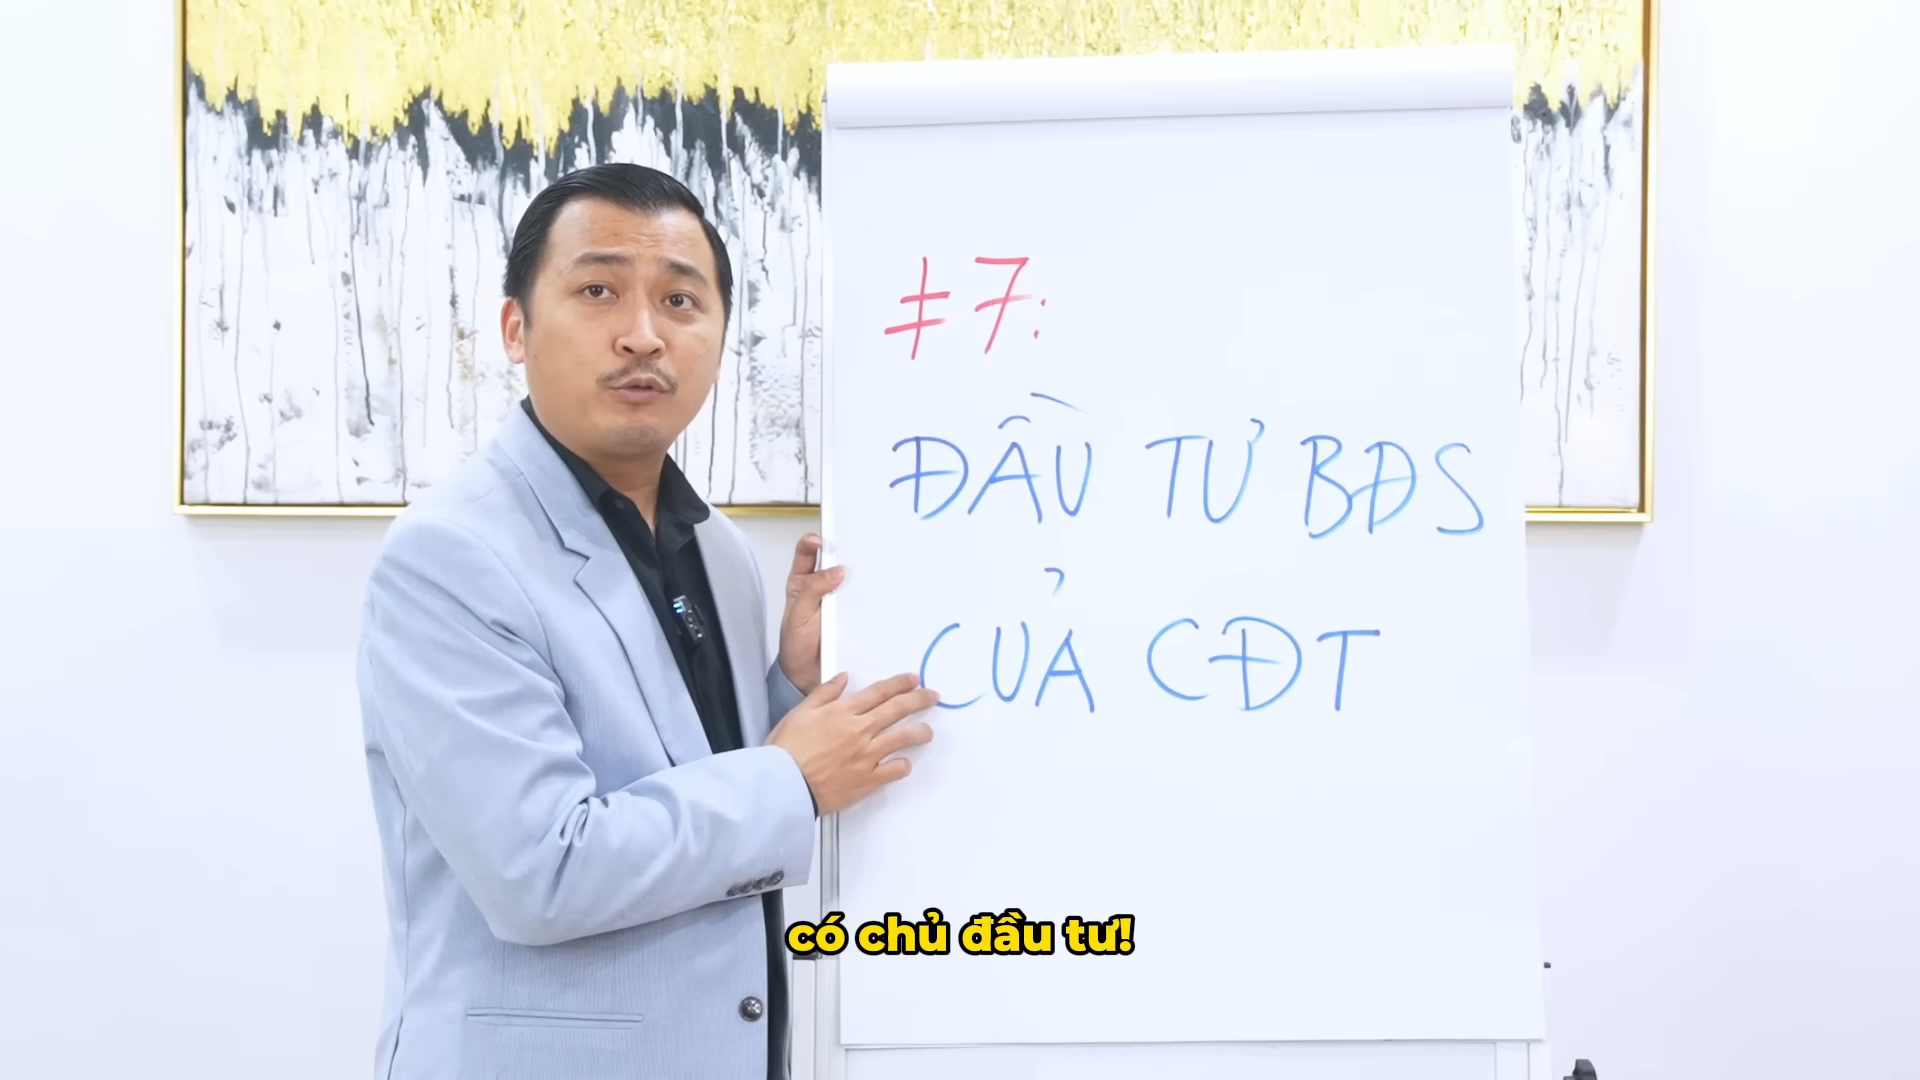 #7:
ĐẦU TƯ BĐS
CỦA CĐT
có chủ đầu tư!